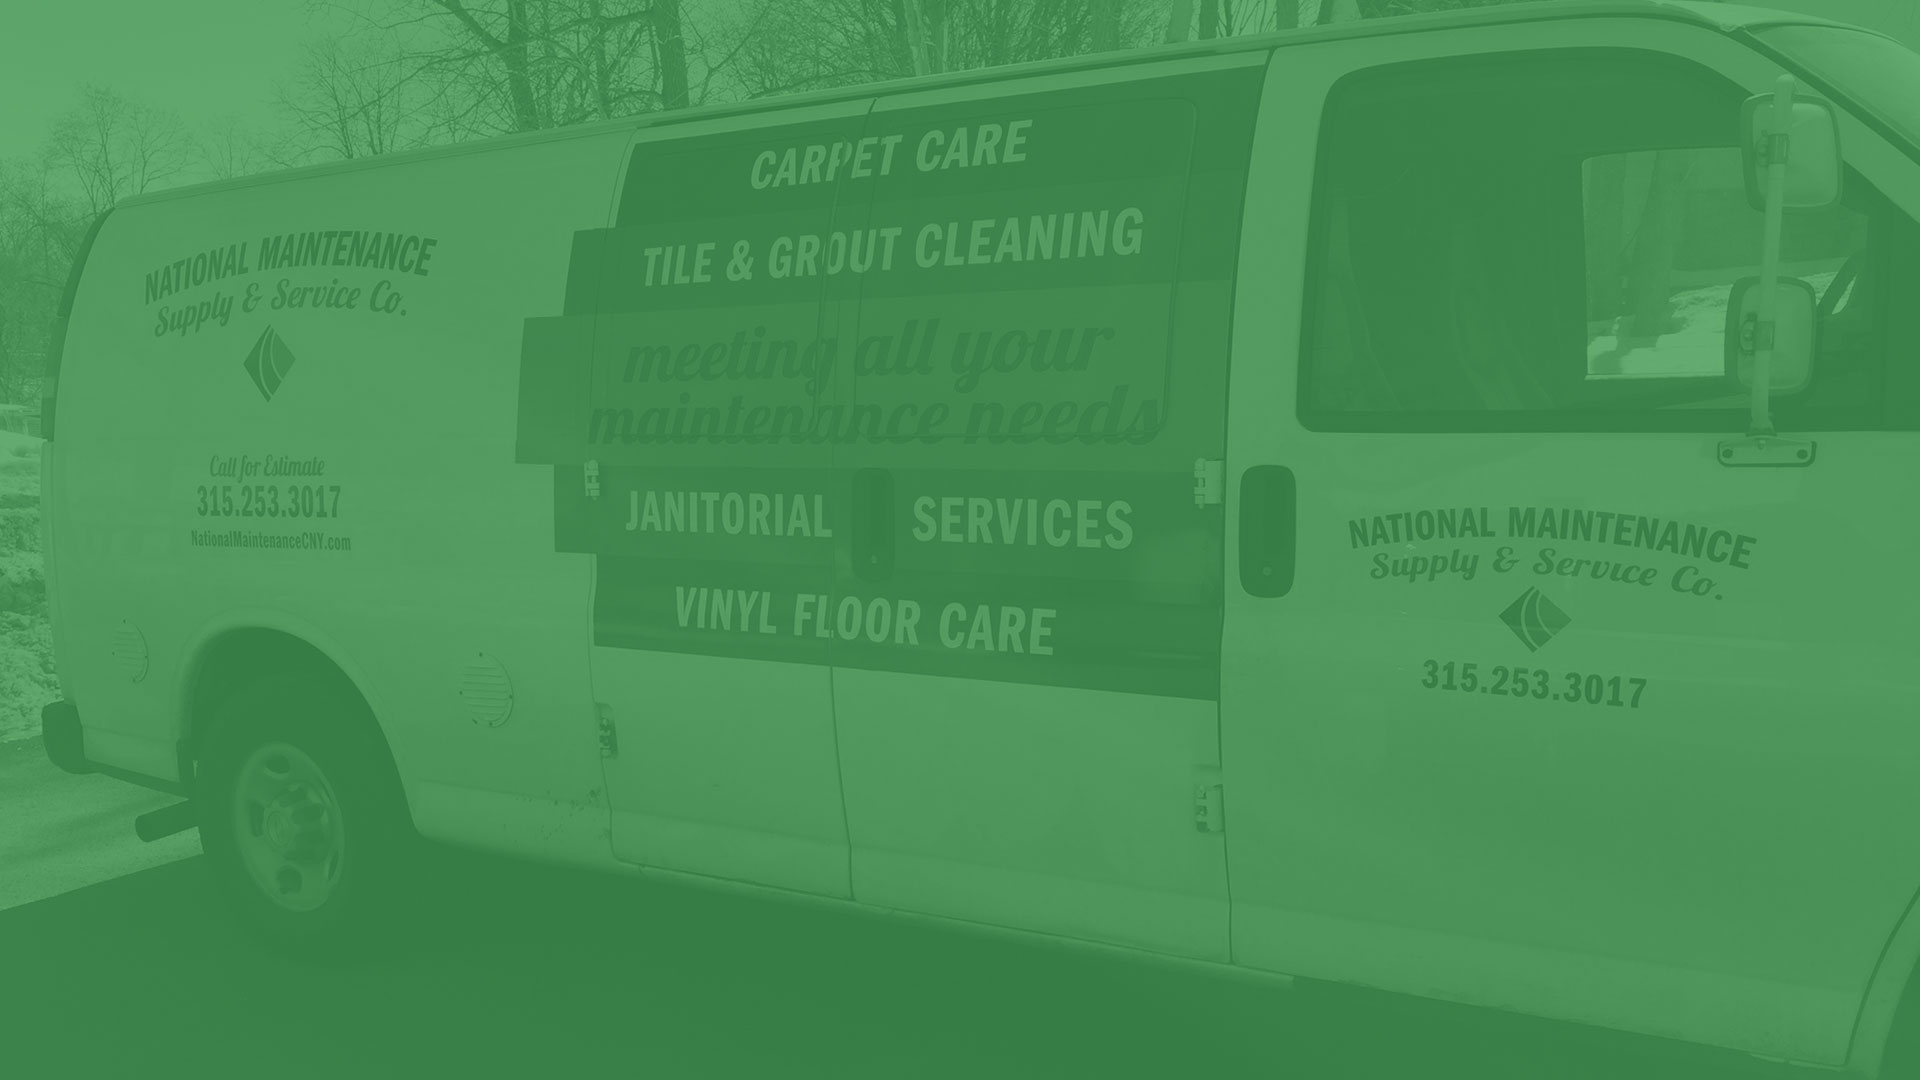 NATIONAL MAINTENANCE
Supply & Service Co.
Call for Estimate
315.253.3017
NationalMaintenanceCNY.com
CARPET CARE
TILE & GROUT CLEANING
meeting all your
maintenance needs
JANITORIAL SERVICES
VINYL FLOOR CARE
NATIONAL MAINTENANCE
Supply & Service Co.
315.253.3017